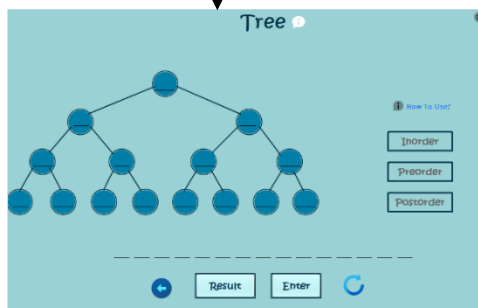 Tree
How To Use?
Inorder
Preorder
Postorder
Result
Enter